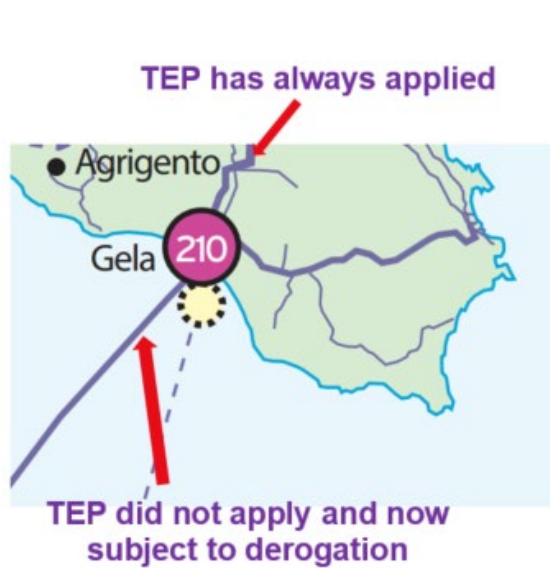 TEP has always applied
Agrigento
Gela
210
TEP did not apply and now
subject to derogation